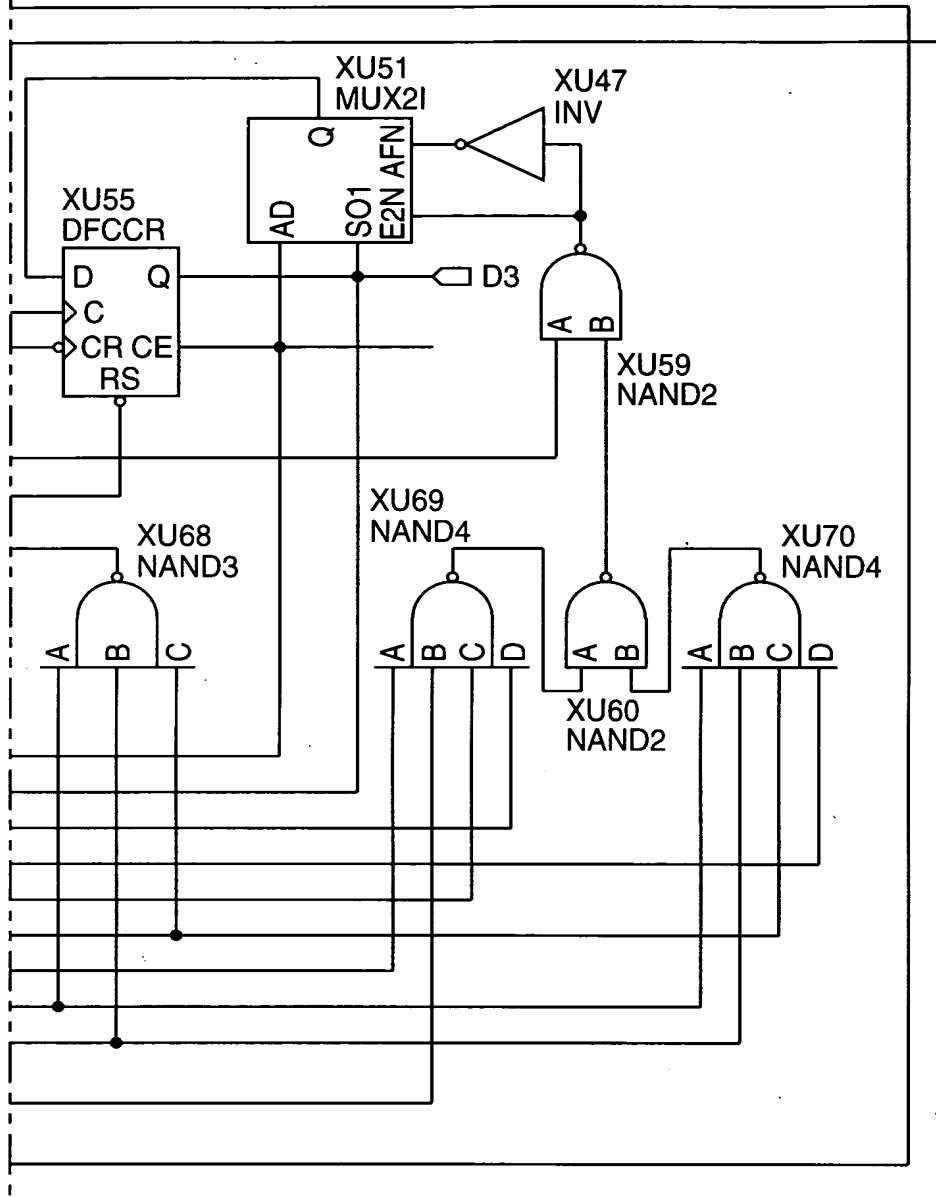 XU51
MUX2I
XU47
INV
Q
AFN
E2N
SO1
AD
XU55
DFCCR
D Q
C
CR CE
RS
D3
A B
XU59
NAND2
XU68
NAND3
XU69
NAND4
XU70
NAND4
A B C
A B C D
A B
A B C D
XU60
NAND2